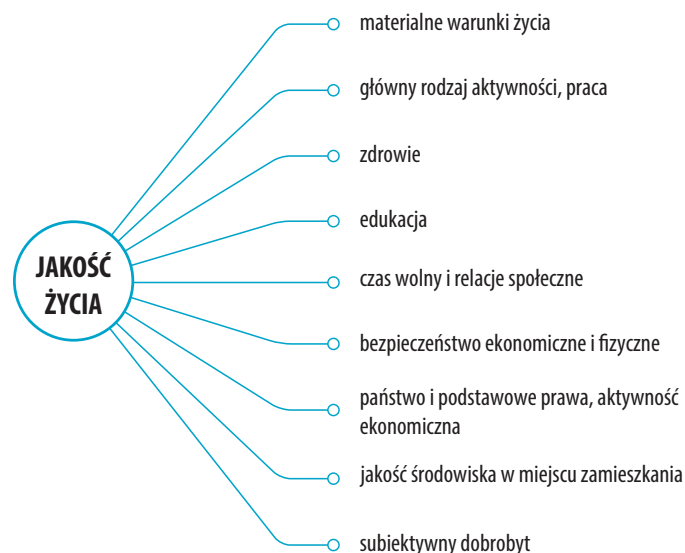 materialne warunki życia
główny rodzaj aktywności, praca
zdrowie
edukacja
JAKOŚĆ
ŻYCIA
czas wolny i relacje społeczne
bezpieczeństwo ekonomiczne i fizyczne
państwo i podstawowe prawa, aktywność
ekonomiczna
jakość środowiska w miejscu zamieszkania
subiektywny dobrobyt